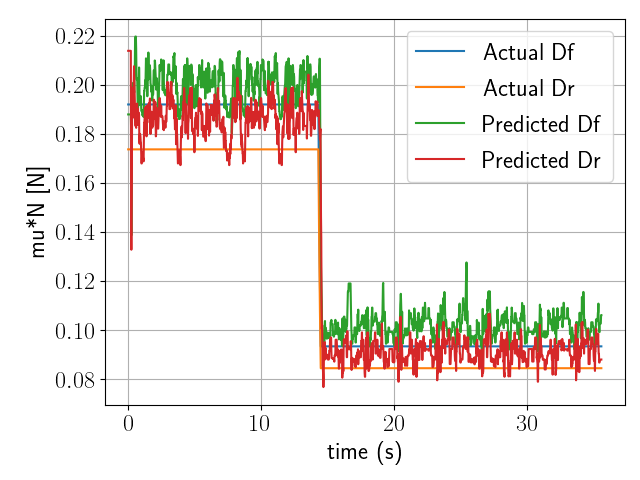 0.22
0.20
0.18
0.16
0.14
0.12
0.10
0.08
mu*N [N]
Actual Df
Actual Dr
Predicted Df
Predicted Dr
0 10 20 30
time (s)